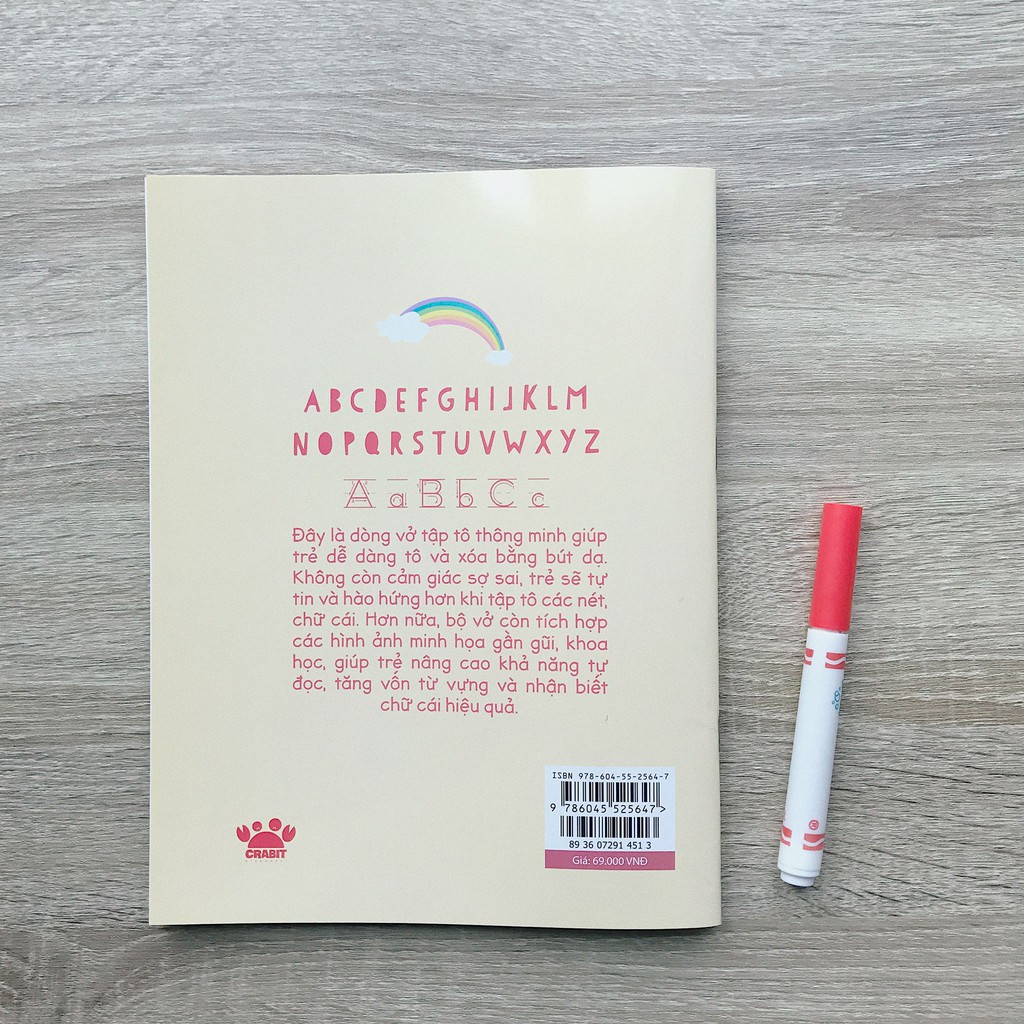 ABCDEFGHIJKLM
NOPQRSTUVWXYZ
A a B b C c
Đây là dòng vở tập tô thông minh giúp
trẻ dễ dàng tô và xóa bằng bút dạ.
Không còn cảm giác sợ sai, trẻ sẽ tự
tin và hào hứng hơn khi tập tô các nét,
chữ cái. Hơn nữa, bộ vở còn tích hợp
các hình ảnh minh họa gần gũi, khoa
học, giúp trẻ nâng cao khả năng tự
đọc, tăng vốn từ vựng và nhận biết
chữ cái hiệu quả.
ISBN 978-604-55-2564-7
9 786045 525647>
89 36 07291 451 3
Giá: 69.000 VNĐ
CRABIT